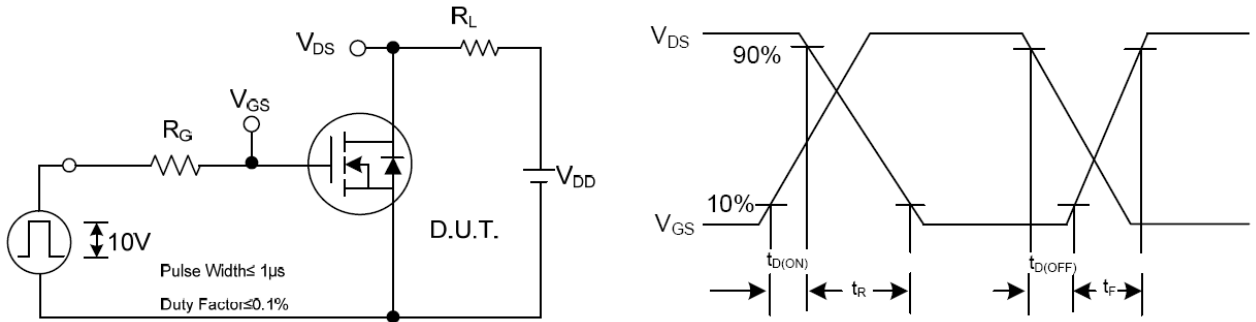 RL
VDS
VGS
RG
VDD
10V
D.U.T.
Pulse Width≤ 1μs
Duty Factor≤0.1%
VDS
90%
10%
VGS
tD(ON)
tR
tD(OFF)
tF